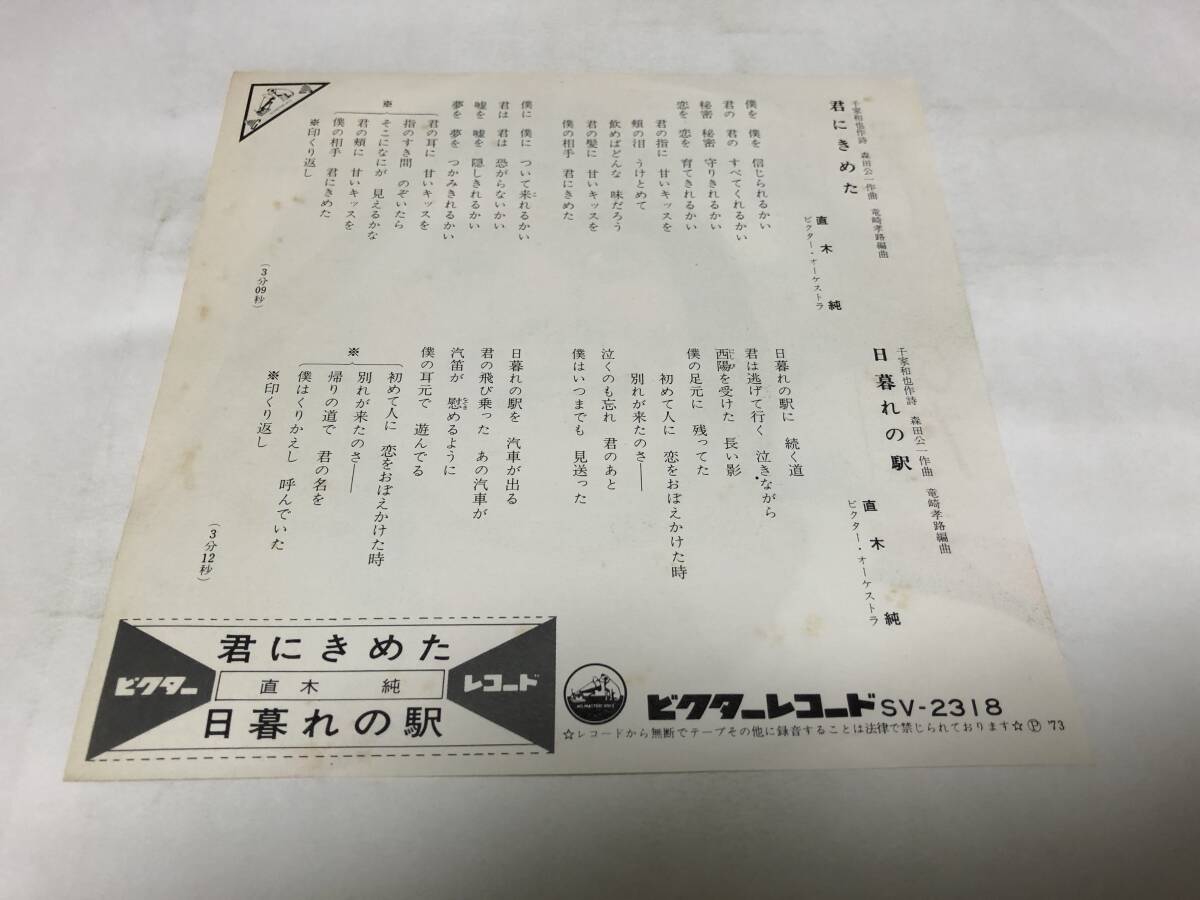 君にきめた
千家和也作詩 森田公一作曲 竜崎孝路編曲
直木 純
ビクター・オーケストラ
僕を 僕を 信じられるかい
君の 君の すべてくれるかい
秘密 秘密 守りきれるかい
恋を 恋を 育てきれるかい
君の指に 甘いキッスを
頬の泪 うけとめて
飲めばどんな 味だろう
君の髪に 甘いキッスを
僕の相手 君にきめた
僕に 僕に ついて来れるかい
君は 君は 恐がらないかい
嘘を 嘘を 隠しきれるかい
夢を 夢を つかみきれるかい
※
君の耳に 甘いキッスを
指のすき間 のぞいたら
そこになにが 見えるかな
君の頬に 甘いキッスを
僕の相手 君にきめた
※印くり返し
(3分09秒)
日暮れの駅
千家和也作詩 森田公一作曲 竜崎孝路編曲
直木 純
ビクター・オーケストラ
日暮れの駅に 続く道
君は逃げて行く 泣きながら
西陽を受けた 長い影
僕の足元に 残ってた
初めて人に 恋をおぼえかけた時
別れが来たのさ──
泣くのも忘れ 君のあと
僕はいつまでも 見送った
日暮れの駅を 汽車が出る
君の飛び乗った あの汽車が
汽笛が 慰めるように
僕の耳元で 遊んでる
※
初めて人に 恋をおぼえかけた時
別れが来たのさ──
帰りの道で 君の名を
僕はくりかえし 呼んでいた
※印くり返し
(3分12秒)
君にきめた
ビクター 直木 純 レコード
日暮れの駅
HIS MASTER'S VOICE
ビクターレコード SV-2318
☆レコードから無断でテープその他に録音することは法律で禁じられております☆Ⓟ'73